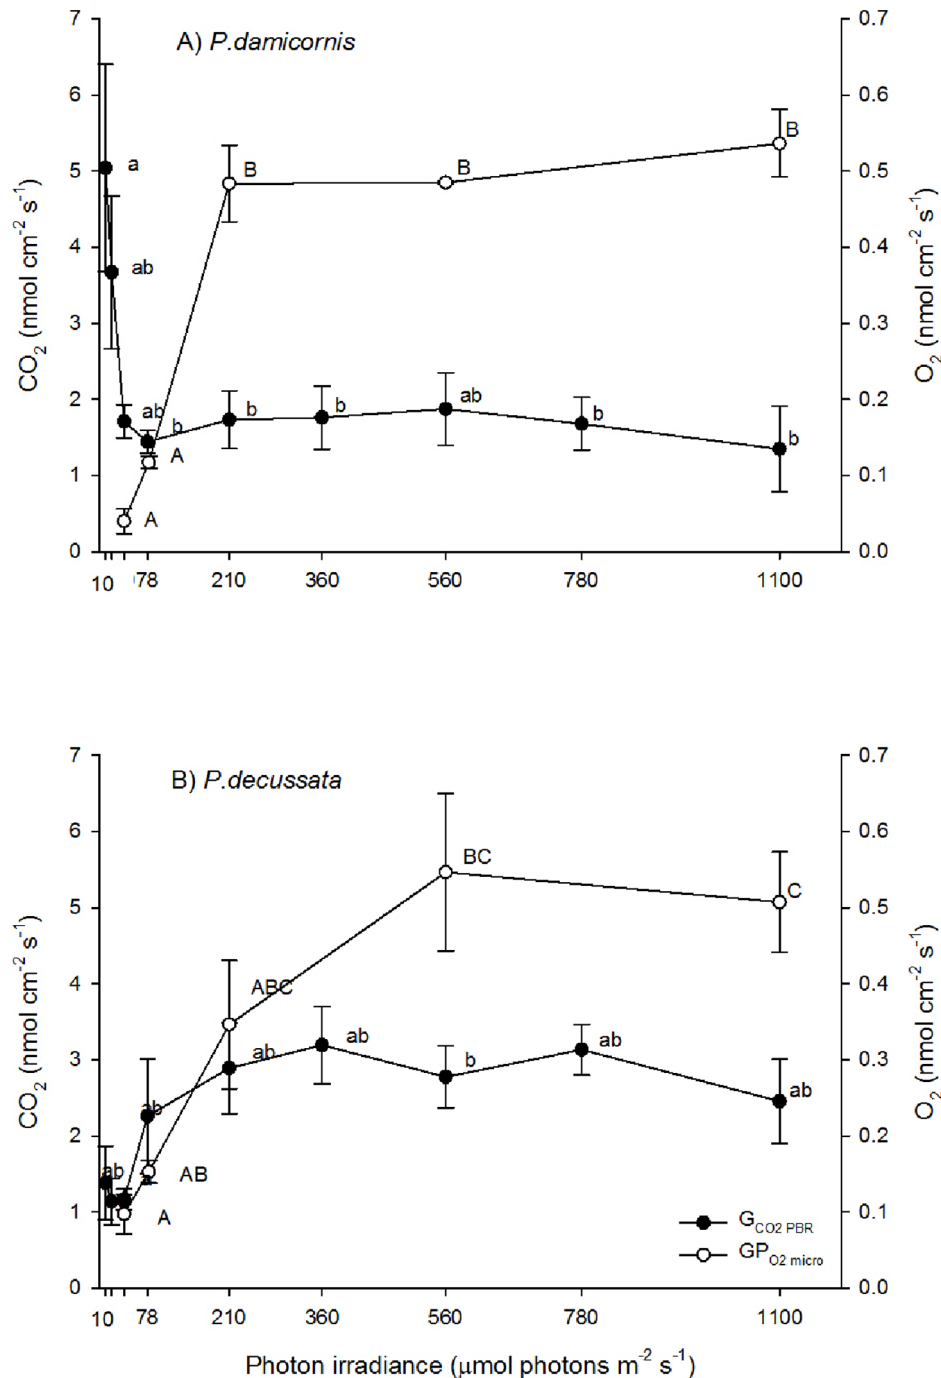 A) P.damicornis
7
6
5
4
3
2
1
0
CO2 (nmol cm-2 s-1)
0.7
0.6
0.5
0.4
0.3
0.2
0.1
0.0
O2 (nmol cm-2 s-1)
a
ab
ab
b
b
b
ab
b
b
A
A
B
B
B
10 78 210 360 560 780 1100
B) P.decussata
7
6
5
4
3
2
1
0
CO2 (nmol cm-2 s-1)
0.7
0.6
0.5
0.4
0.3
0.2
0.1
0.0
O2 (nmol cm-2 s-1)
ab
a
ab
ab
ab
b
ab
ab
A
AB
ABC
BC
C
GCO2 PBR
GPO2 micro
10 78 210 360 560 780 1100
Photon irradiance (μmol photons m-2 s-1)